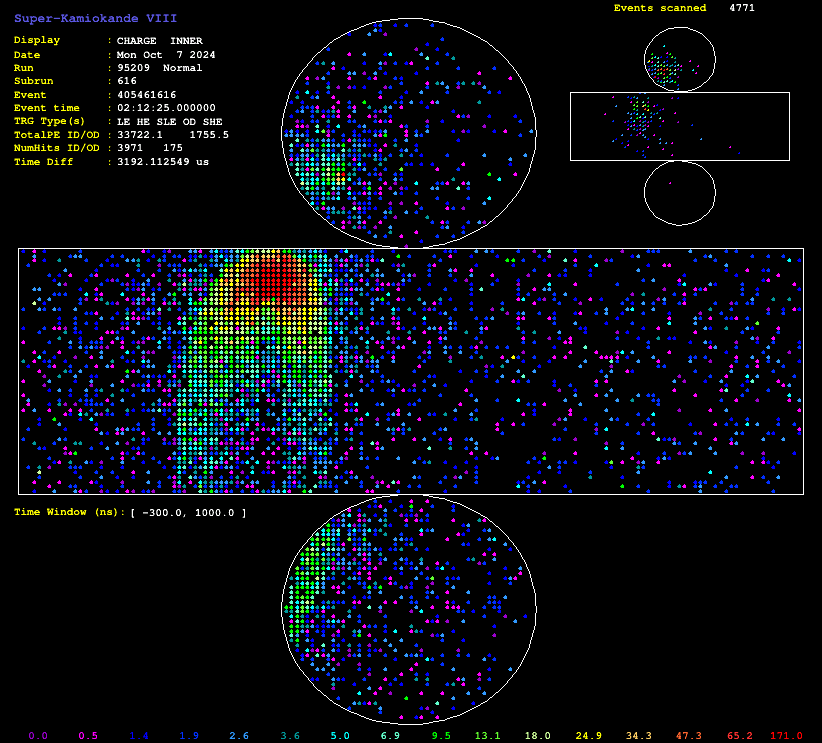 Super-Kamiokande VIII
Events scanned 4771
Display : CHARGE INNER
Date : Mon Oct 7 2024
Run : 95209 Normal
Subrun : 616
Event : 405461616
Event time : 02:12:25.000000
TRG Type(s) : LE HE SLE OD SHE
TotalPE ID/OD : 33722.1 1755.5
NumHits ID/OD : 3971 175
Time Diff : 3192.112549 us
Time Window (ns): [ -300.0, 1000.0 ]
0.0 0.5 1.4 1.9 2.6 3.6 5.0 6.9 9.5 13.1 18.0 24.9 34.3 47.3 65.2 171.0